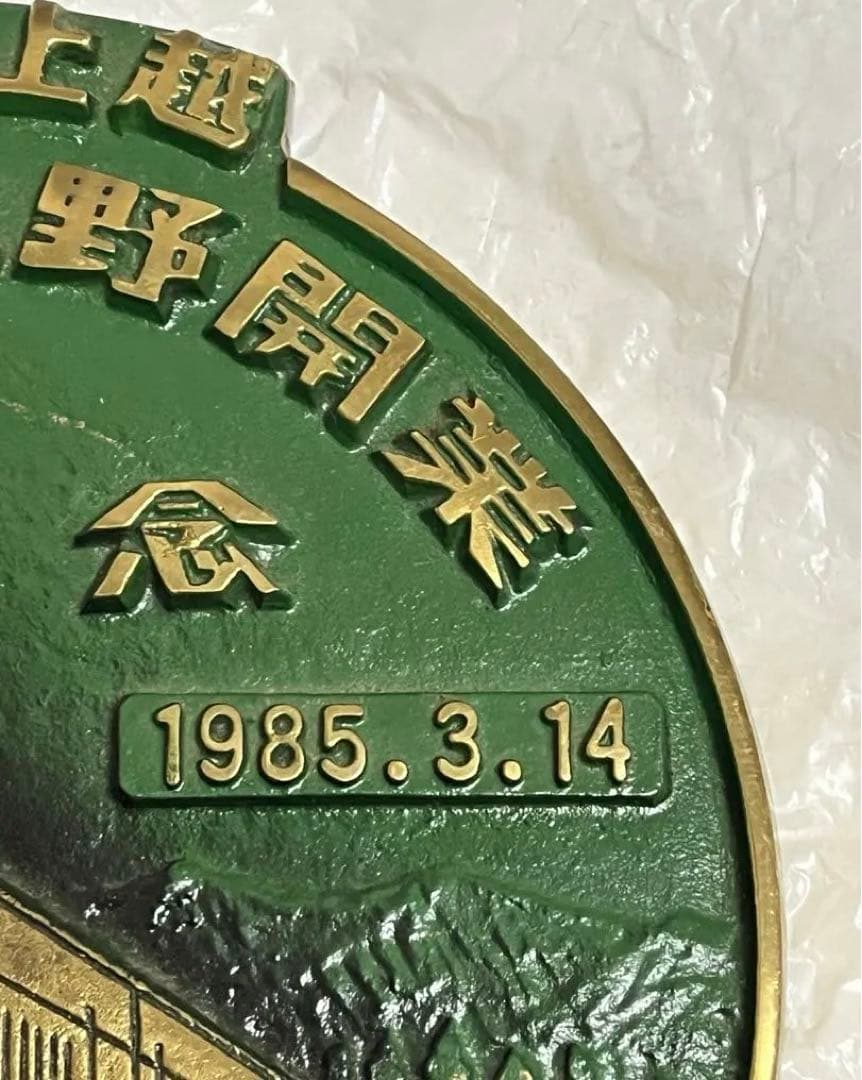 上越
野開業
念
1985.3.14